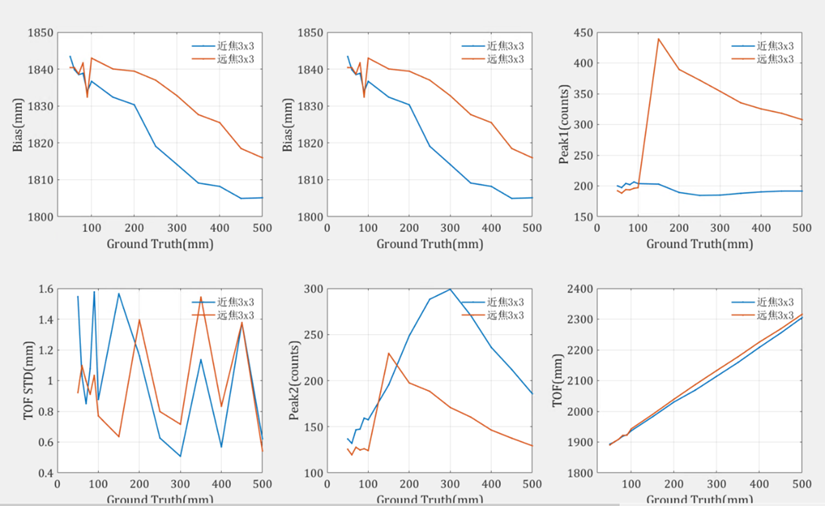 1850
1840
1830
1820
1810
1800
Bias(mm)
近焦3x3
远焦3x3
100 200 300 400 500
Ground Truth(mm)
1850
1840
1830
1820
1810
1800
Bias(mm)
近焦3x3
远焦3x3
0 100 200 300 400 500
Ground Truth(mm)
450
400
350
300
250
200
150
Peak1(counts)
近焦3x3
远焦3x3
0 100 200 300 400 500
Ground Truth(mm)
1.6
1.4
1.2
1
0.8
0.6
0.4
TOF STD(mm)
近焦3x3
远焦3x3
0 100 200 300 400 500
Ground Truth(mm)
300
250
200
150
100
Peak2(counts)
近焦3x3
远焦3x3
0 100 200 300 400 500
Ground Truth(mm)
2400
2300
2200
2100
2000
1900
1800
TOF(mm)
近焦3x3
远焦3x3
0 100 200 300 400 500
Ground Truth(mm)